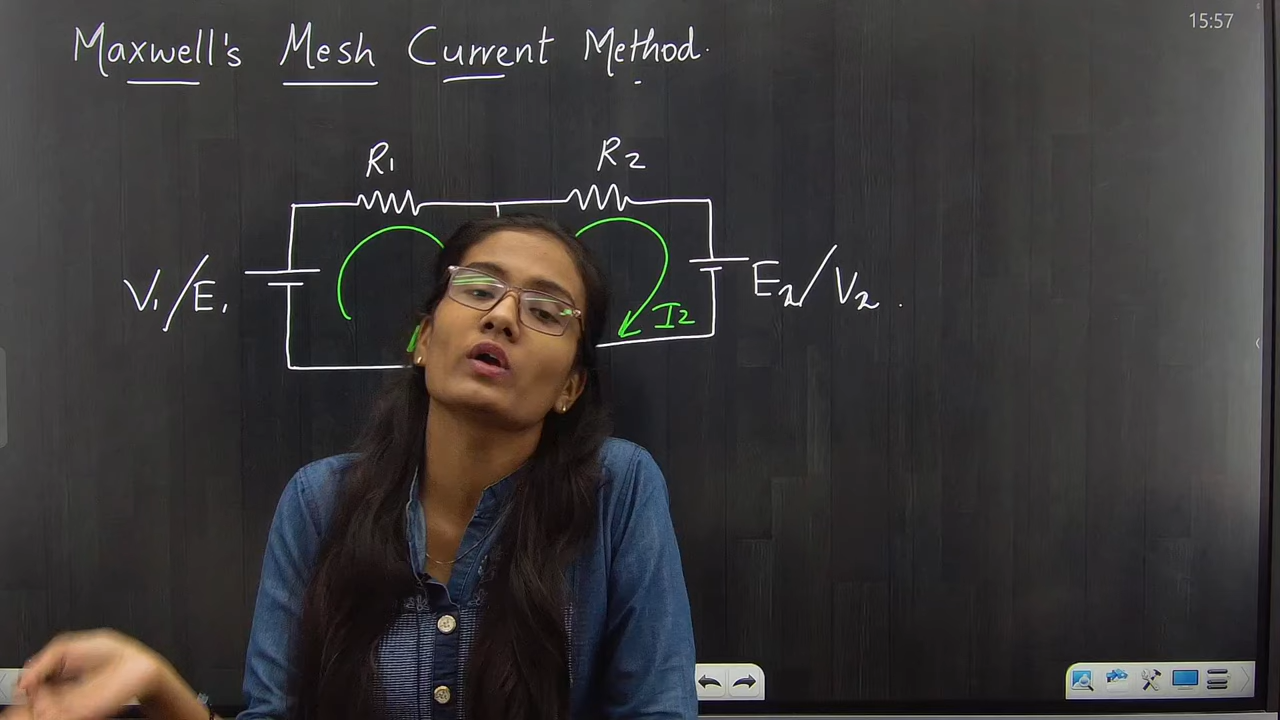 15:57
Maxwell's Mesh Current Method.
R1 R2
V1/E1 E2/V2.
I2